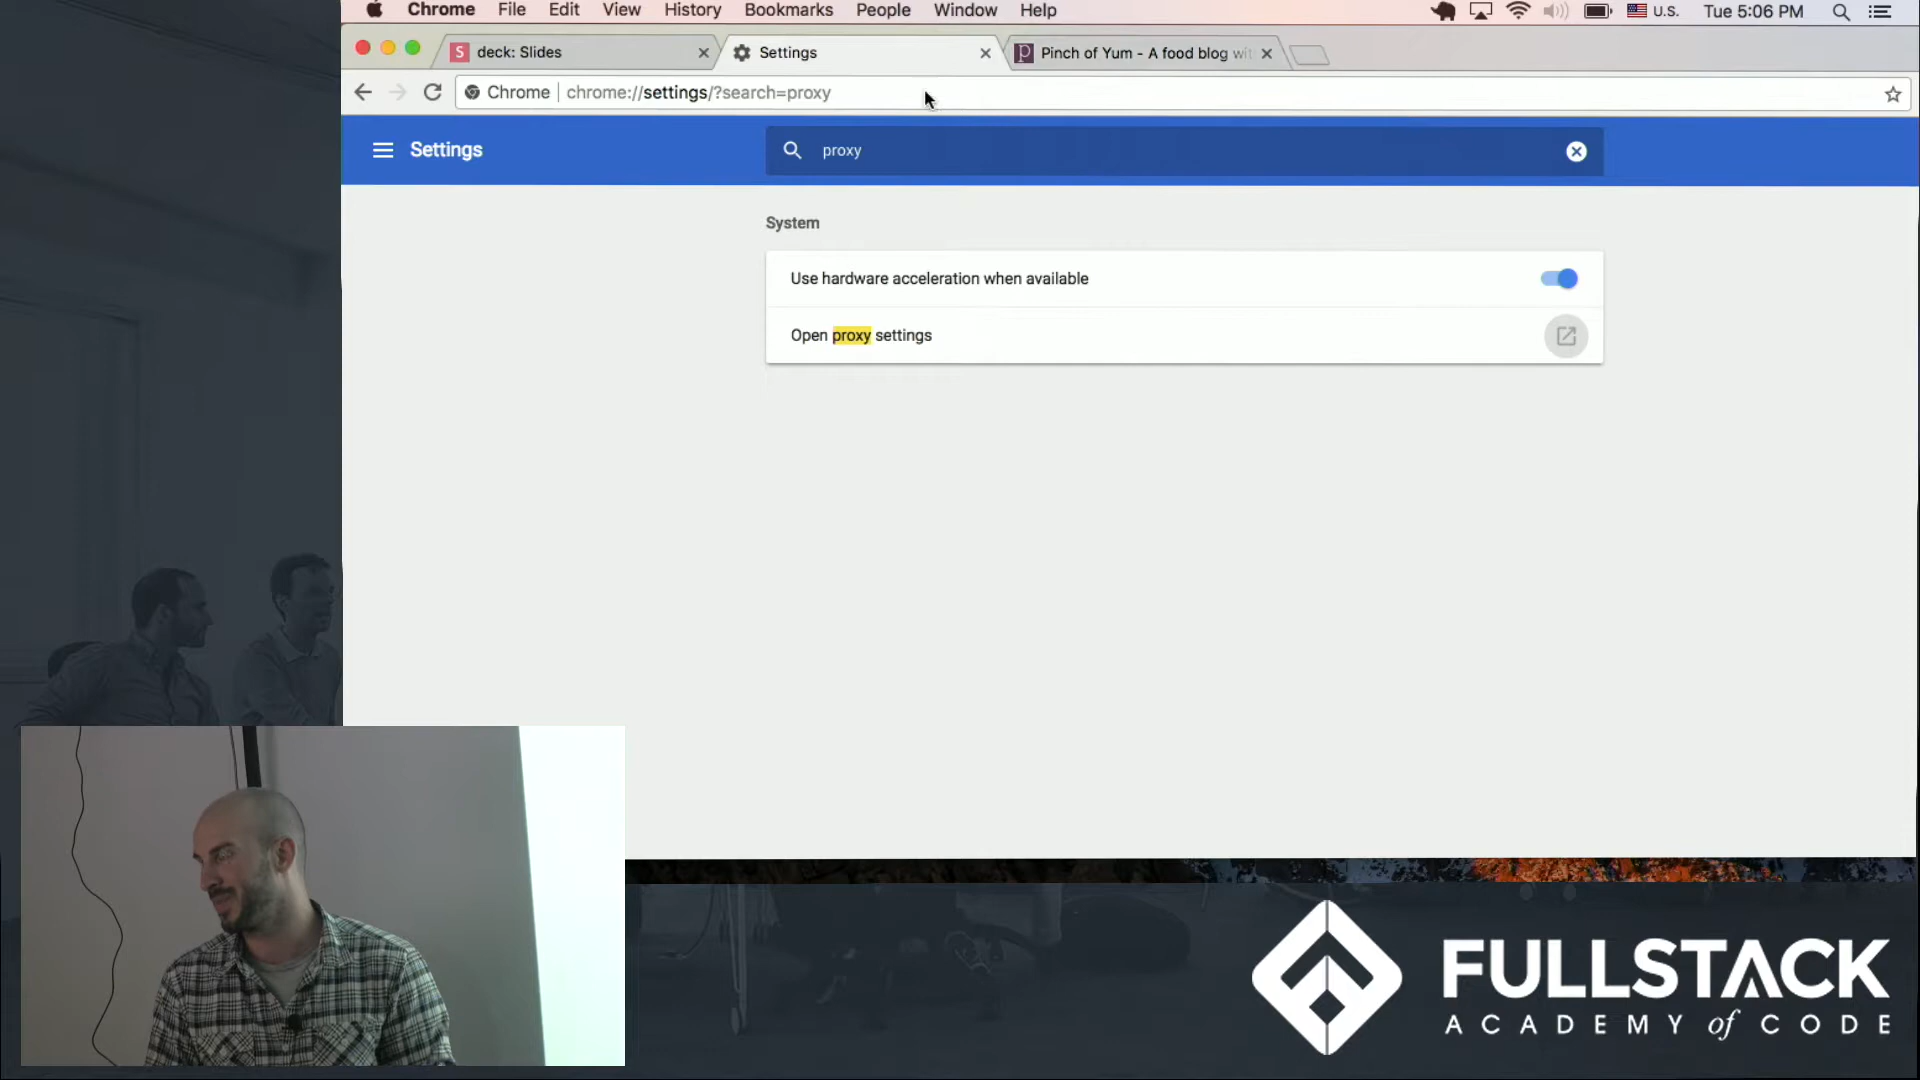 Chrome File Edit View History Bookmarks People Window Help U.S. Tue 5:06 PM
S deck: Slides Settings p Pinch of Yum - A food blog wit
Chrome chrome://settings/?search=proxy
Settings proxy
System
Use hardware acceleration when available
Open proxy settings
FULLSTACK
ACADEMY of CODE